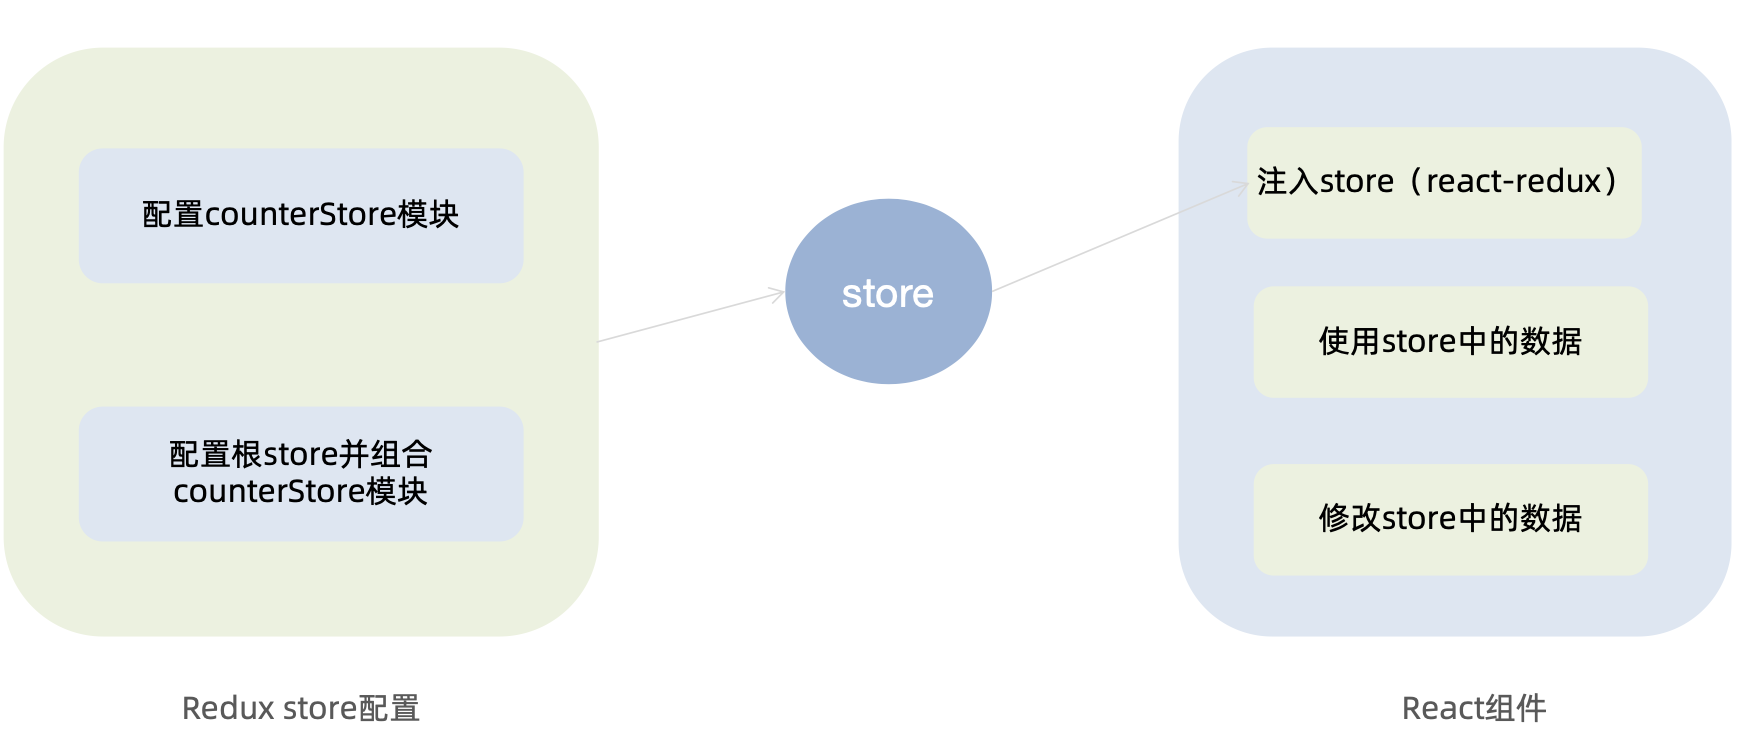 配置counterStore模块
配置根store并组合
counterStore模块
Redux store配置
store
注入store（react-redux）
使用store中的数据
修改store中的数据
React组件